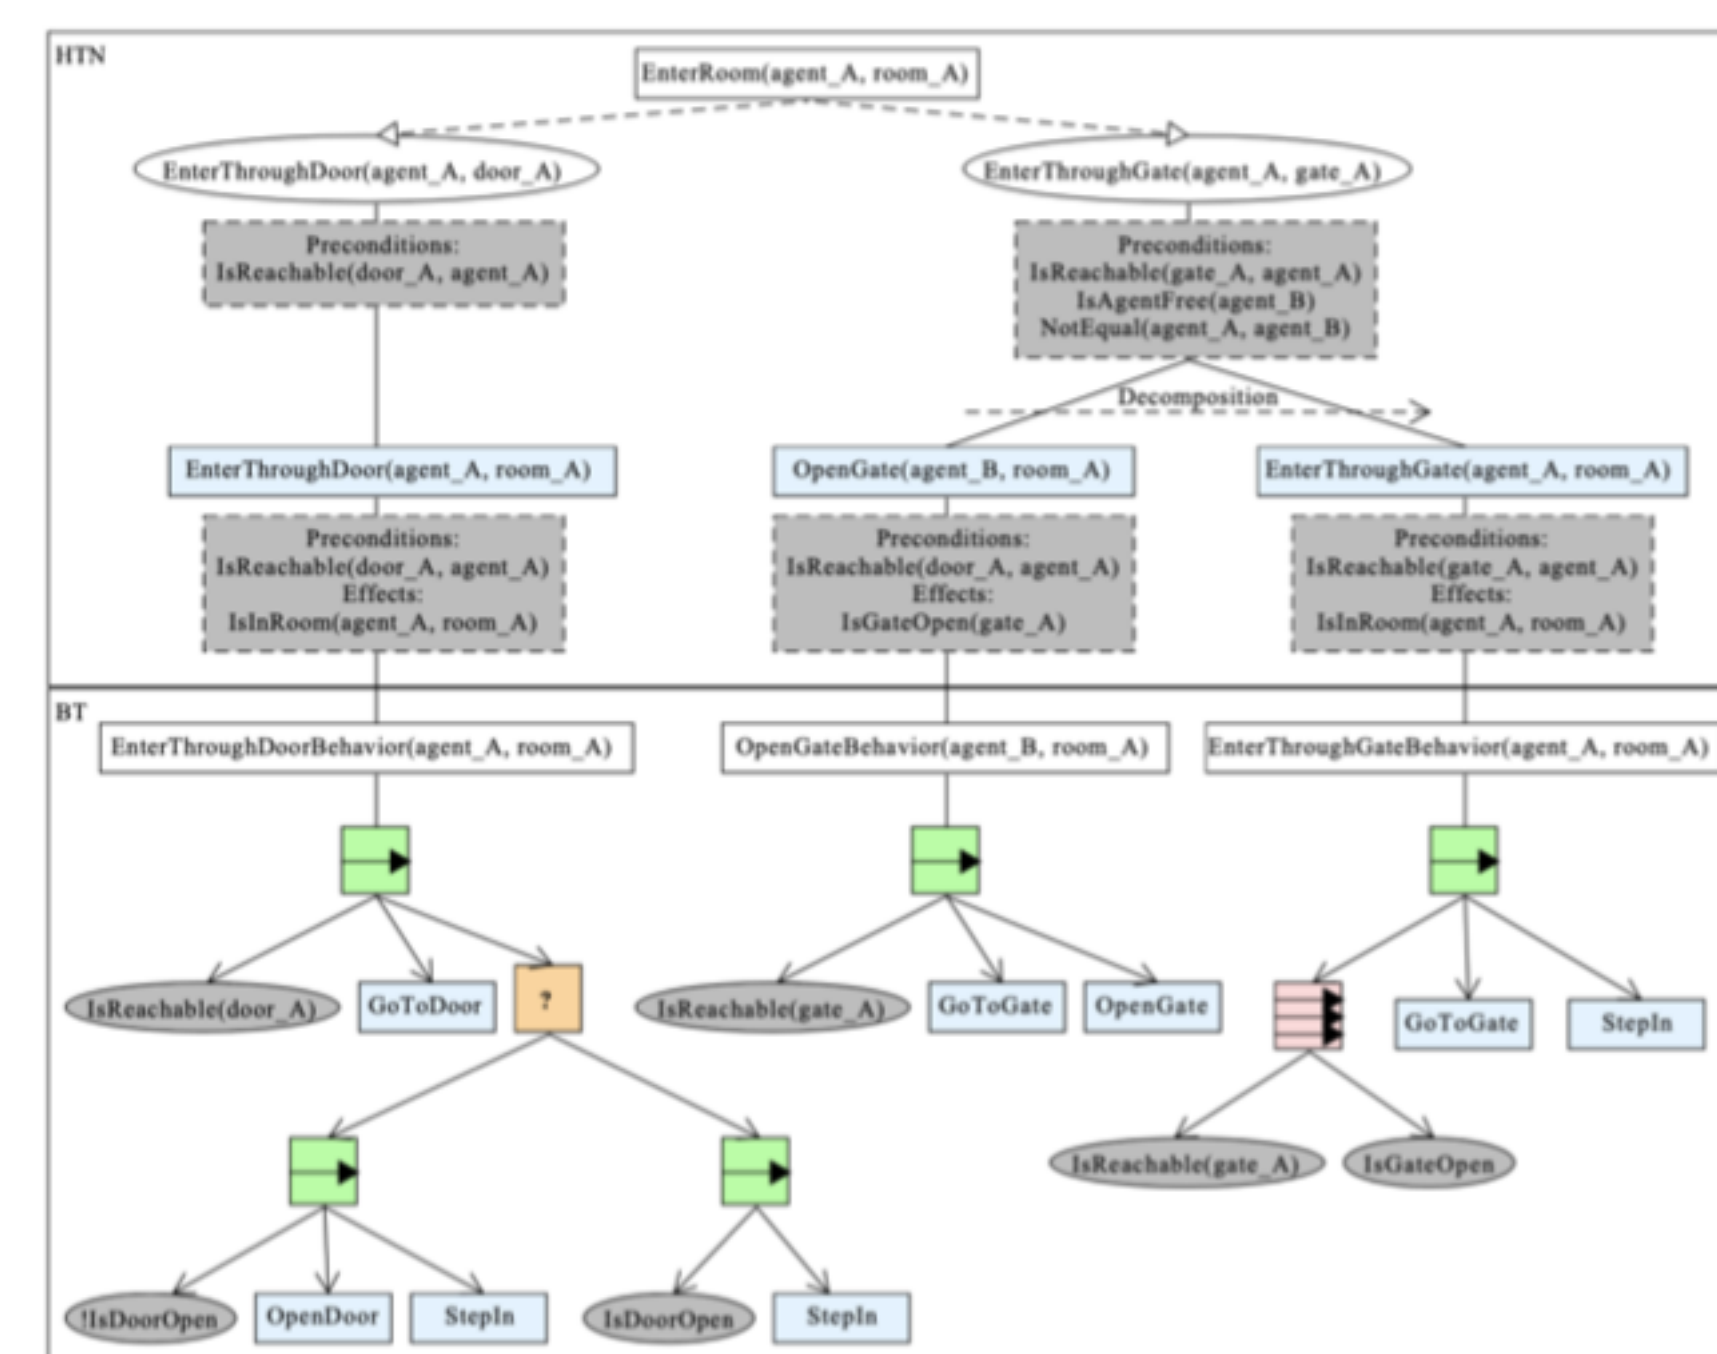 HTN
EnterRoom(agent_A, room_A)
EnterThroughDoor(agent_A, door_A)
EnterThroughGate(agent_A, gate_A)
Preconditions:
IsReachable(door_A, agent_A)
Preconditions:
IsReachable(gate_A, agent_A)
IsAgentFree(agent_B)
NotEqual(agent_A, agent_B)
Decomposition
EnterThroughDoor(agent_A, room_A)
OpenGate(agent_B, room_A)
EnterThroughGate(agent_A, room_A)
Preconditions:
IsReachable(door_A, agent_A)
Effects:
IsInRoom(agent_A, room_A)
Preconditions:
IsReachable(door_A, agent_A)
Effects:
IsGateOpen(gate_A)
Preconditions:
IsReachable(gate_A, agent_A)
Effects:
IsInRoom(agent_A, room_A)
BT
EnterThroughDoorBehavior(agent_A, room_A)
OpenGateBehavior(agent_B, room_A)
EnterThroughGateBehavior(agent_A, room_A)
IsReachable(door_A)
GoToDoor
?
IsReachable(gate_A)
GoToGate
OpenGate
GoToGate
StepIn
IsReachable(gate_A)
IsGateOpen
!IsDoorOpen
OpenDoor
StepIn
IsDoorOpen
StepIn